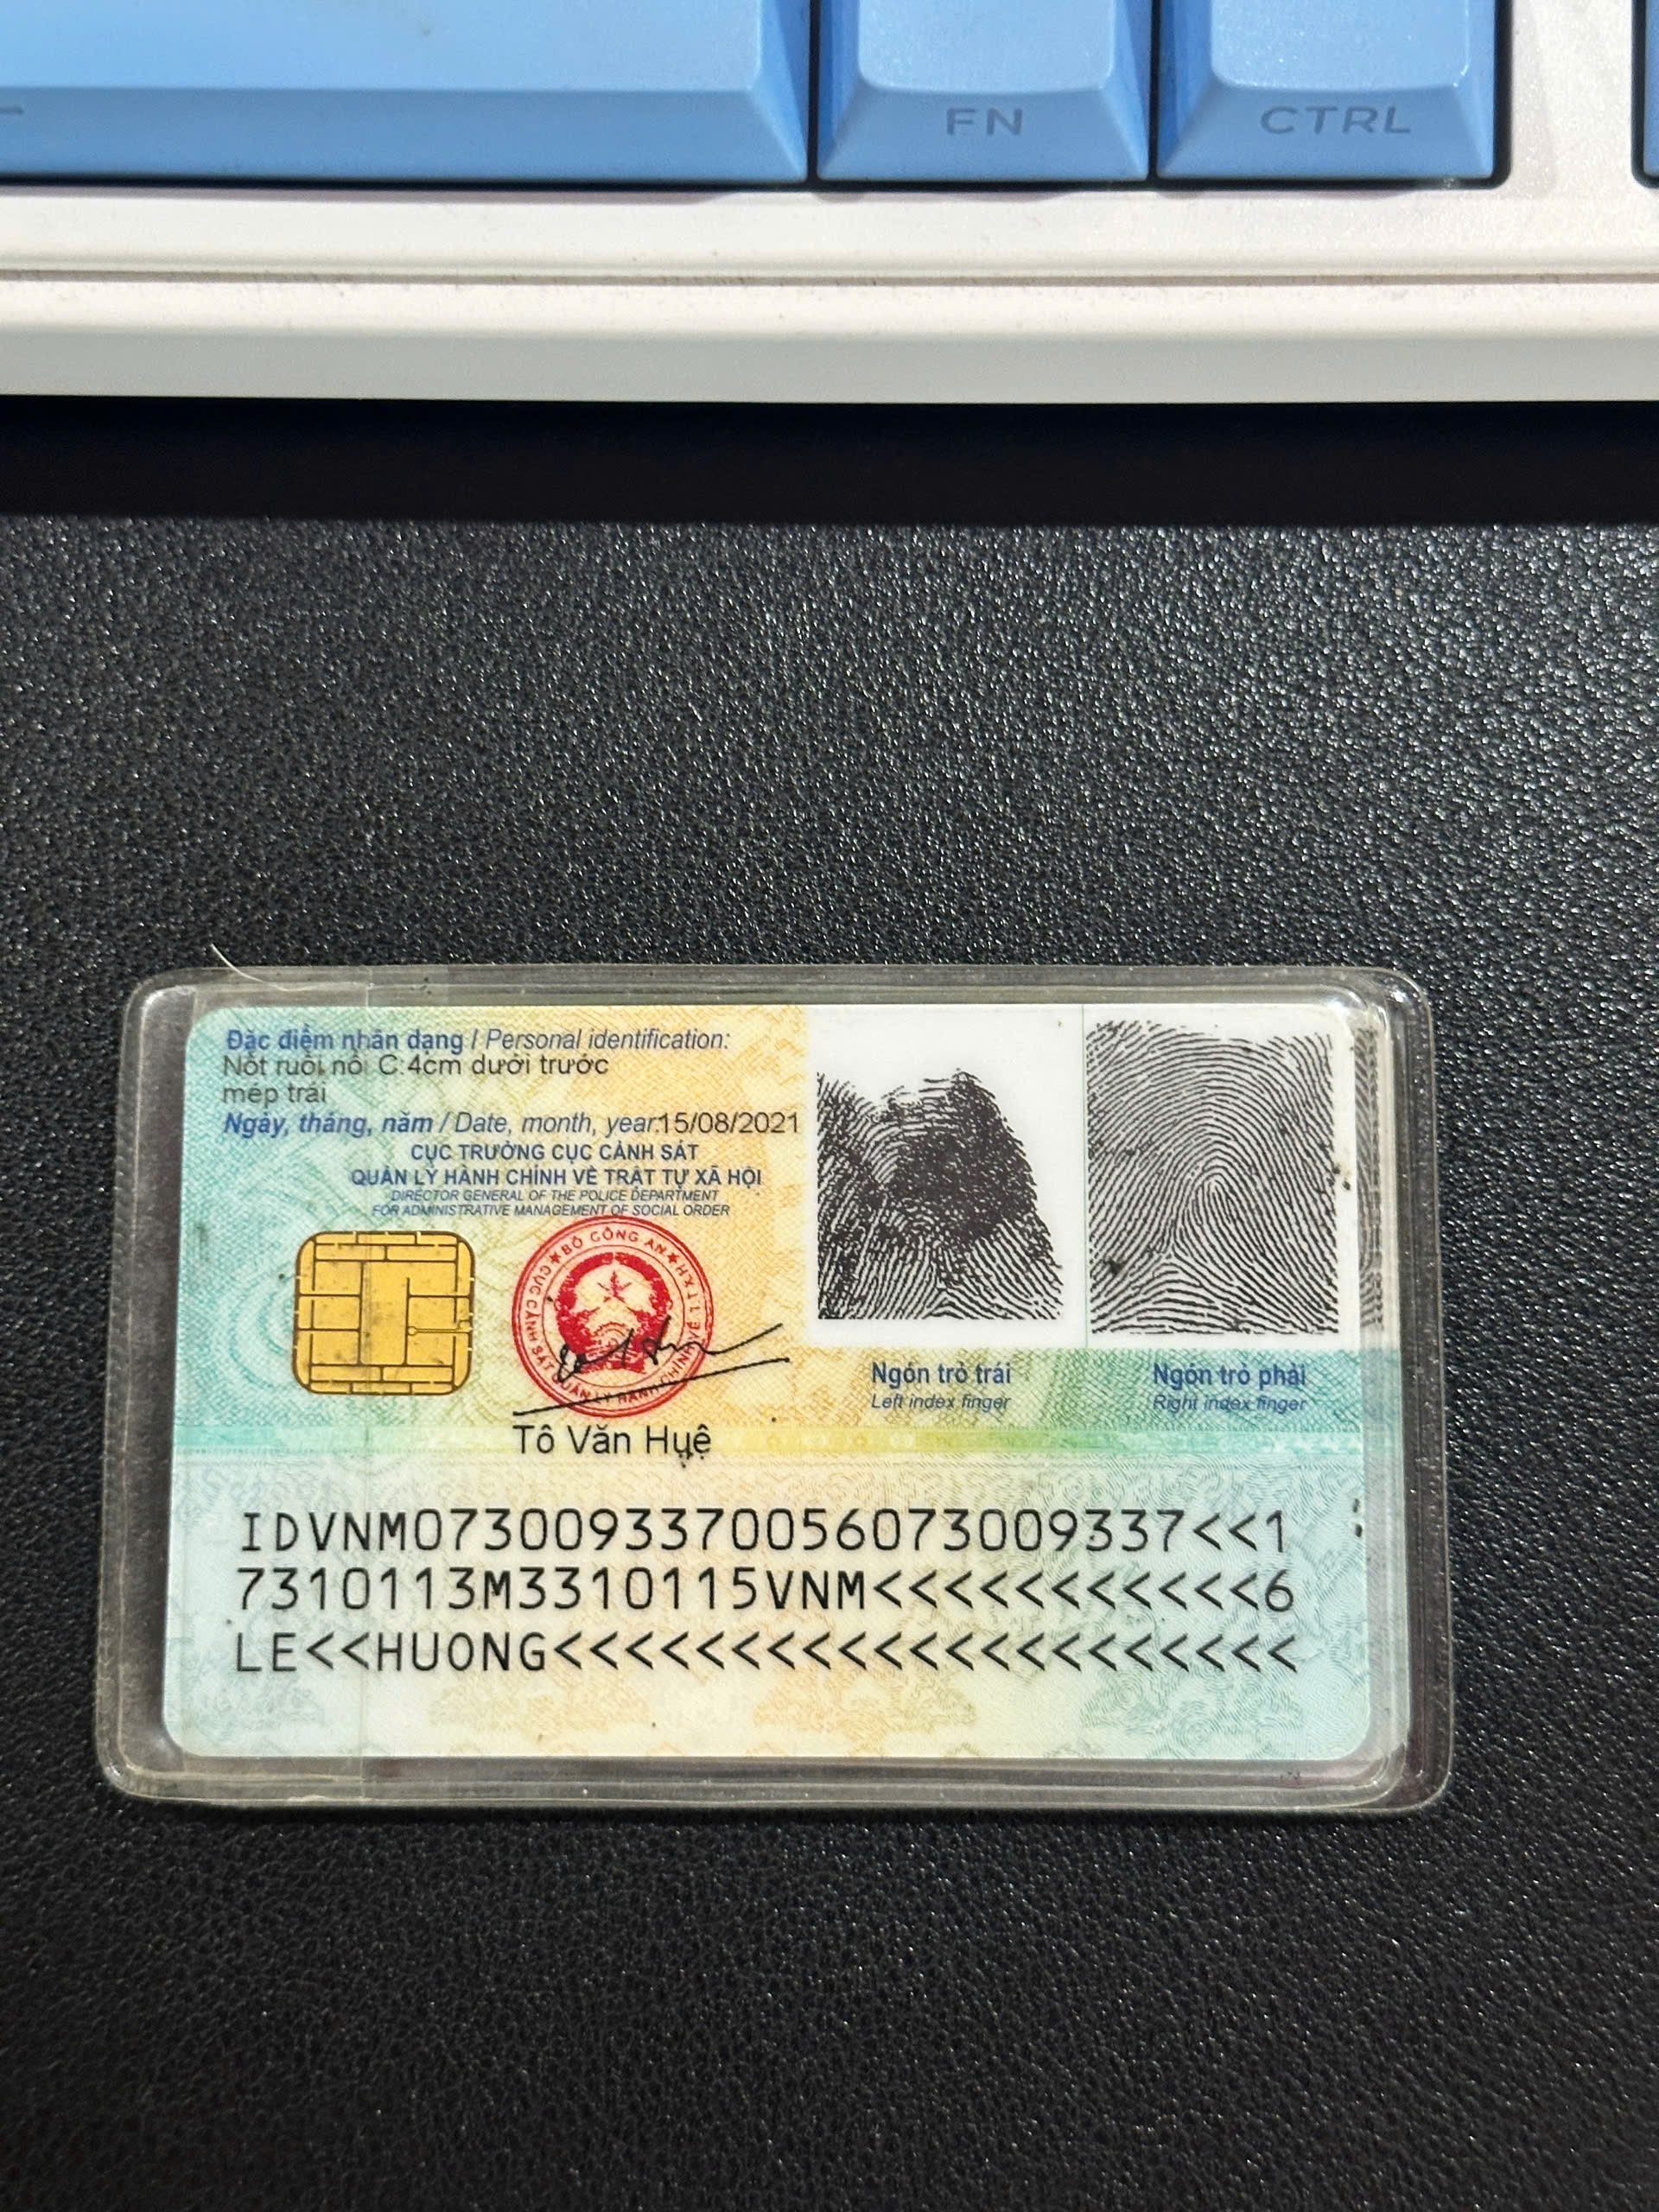 FN
CTRL
Đặc điểm nhân dạng / Personal identification:
Nốt ruồi nổi C:4cm dưới trước
mép trái
Ngày, tháng, năm / Date, month, year:15/08/2021
CỤC TRƯỞNG CỤC CẢNH SÁT
QUẢN LÝ HÀNH CHÍNH VỀ TRẬT TỰ XÃ HỘI
DIRECTOR GENERAL OF THE POLICE DEPARTMENT
FOR ADMINISTRATIVE MANAGEMENT OF SOCIAL ORDER
BỘ CÔNG AN
CỤC CẢNH SÁT QUẢN LÝ HÀNH CHÍNH VỀ TTXH
Tô Văn Huệ
Ngón trỏ trái
Left index finger
Ngón trỏ phải
Right index finger
IDVNM0730093370056073009337<<1
7310113M3310115VNM<<<<<<<<<<<6
LE<<HUONG<<<<<<<<<<<<<<<<<<<<<